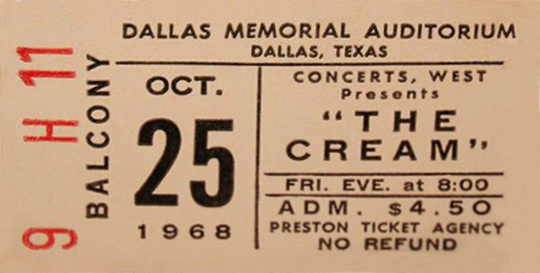 9 H 11
BALCONY
DALLAS MEMORIAL AUDITORIUM
DALLAS, TEXAS
OCT.
25
1968
CONCERTS, WEST
Presents
"THE
CREAM"
FRI. EVE. at 8:00
ADM. $4.50
PRESTON TICKET AGENCY
NO REFUND